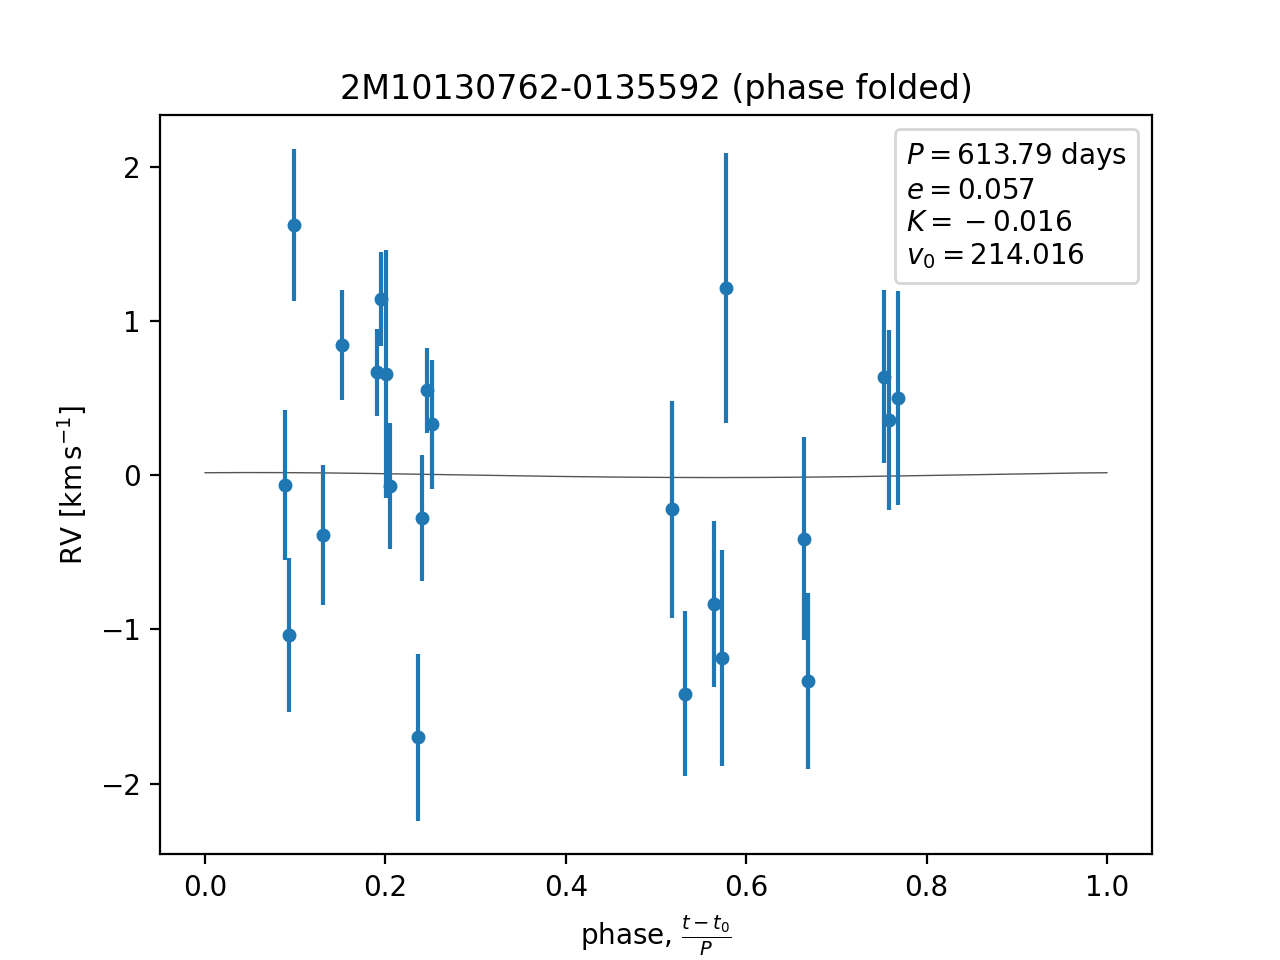 2M10130762-0135592 (phase folded)
P = 613.79 days
e = 0.057
K = −0.016
v₀ = 214.016
2
1
0
−1
−2
RV [km s⁻¹]
0.0 0.2 0.4 0.6 0.8 1.0
phase, (t − t₀)/P